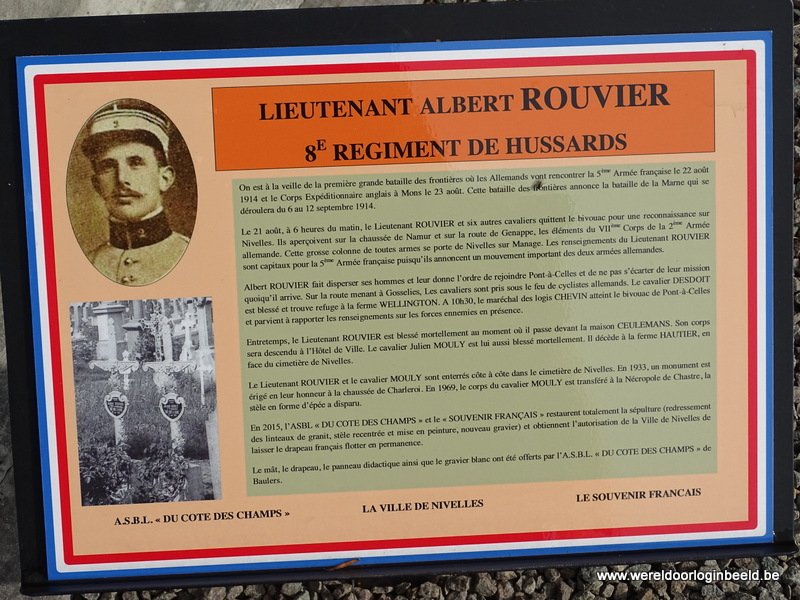 LIEUTENANT ALBERT ROUVIER
8E REGIMENT DE HUSSARDS
On est à la veille de la première grande bataille des frontières où les Allemands vont rencontrer la 5ème Armée française le 22 août
1914 et le Corps Expéditionnaire anglais à Mons le 23 août. Cette bataille des frontières annonce la bataille de la Marne qui se
déroulera du 6 au 12 septembre 1914.
Le 21 août, à 6 heures du matin, le Lieutenant ROUVIER et six autres cavaliers quittent le bivouac pour une reconnaissance sur
Nivelles. Ils aperçoivent sur la chaussée de Namur et sur la route de Genappe, les éléments du VIIème Corps de la 2ème Armée
allemande. Cette grosse colonne de toutes armes se porte de Nivelles sur Manage. Les renseignements du Lieutenant ROUVIER
sont capitaux pour la 5ème Armée française puisqu'ils annoncent un mouvement important des deux armées allemandes.
Albert ROUVIER fait disperser ses hommes et leur donne l'ordre de rejoindre Pont-à-Celles et de ne pas s'écarter de leur mission
quoiqu'il arrive. Sur la route menant à Gosselies, Les cavaliers sont pris sous le feu de cyclistes allemands. Le cavalier DESDOIT
est blessé et trouve refuge à la ferme WELLINGTON. A 10h30, le maréchal des logis CHEVIN atteint le bivouac de Pont-à-Celles
et parvient à rapporter les renseignements sur les forces ennemies en présence.
Entretemps, le Lieutenant ROUVIER est blessé mortellement au moment où il passe devant la maison CEULEMANS. Son corps
sera descendu à l'Hôtel de Ville. Le cavalier Julien MOULY est lui aussi blessé mortellement. Il décède à la ferme HAUTIER, en
face du cimetière de Nivelles.
Le Lieutenant ROUVIER et le cavalier MOULY sont enterrés côte à côte dans le cimetière de Nivelles. En 1933, un monument est
érigé en leur honneur à la chaussée de Charleroi. En 1969, le corps du cavalier MOULY est transféré à la Nécropole de Chastre, la
stèle en forme d'épée a disparu.
En 2015, l'ASBL « DU COTE DES CHAMPS » et le « SOUVENIR FRANÇAIS » restaurent totalement la sépulture (redressement
des linteaux de granit, stèle recentrée et mise en peinture, nouveau gravier) et obtiennent l'autorisation de la Ville de Nivelles de
laisser le drapeau français flotter en permanence.
Le mât, le drapeau, le panneau didactique ainsi que le gravier blanc ont été offerts par l'A.S.B.L. « DU COTE DES CHAMPS » de
Baulers.
A.S.B.L. « DU COTE DES CHAMPS »
LA VILLE DE NIVELLES
LE SOUVENIR FRANCAIS
www.wereldoorloginbeeld.be